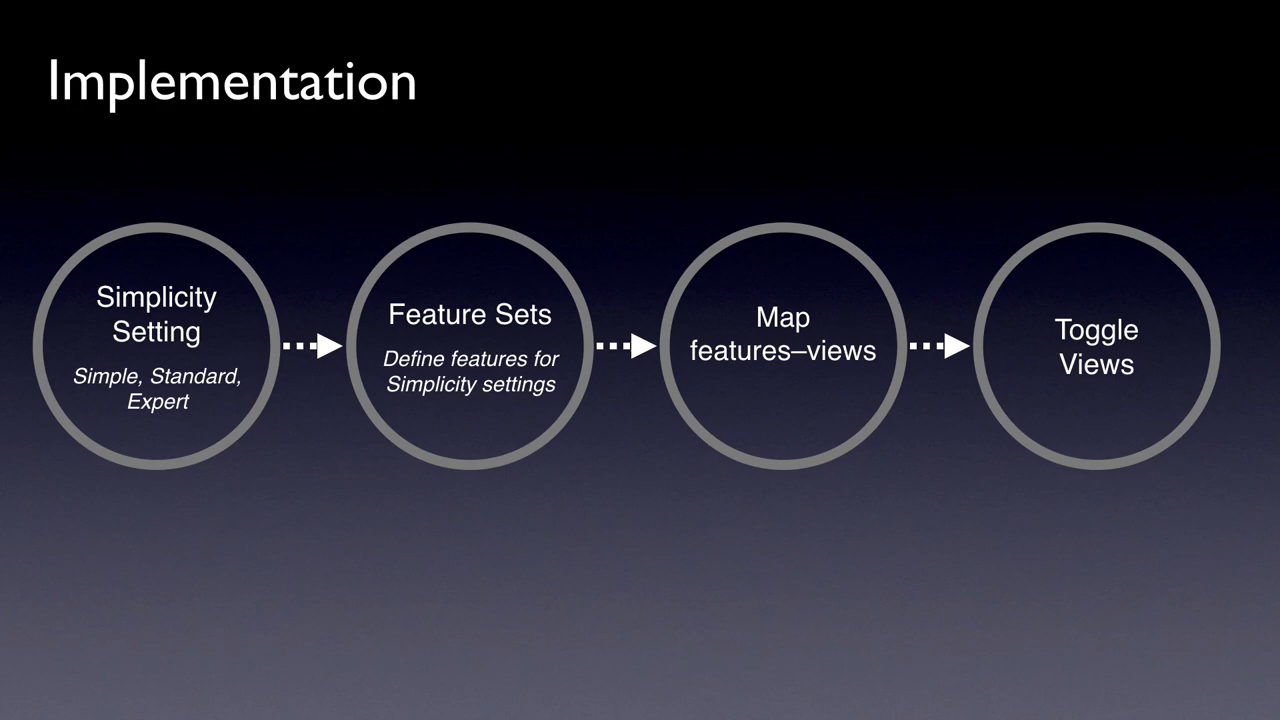 Implementation
Simplicity
Setting
Simple, Standard,
Expert
Feature Sets
Define features for
Simplicity settings
Map
features–views
Toggle
Views